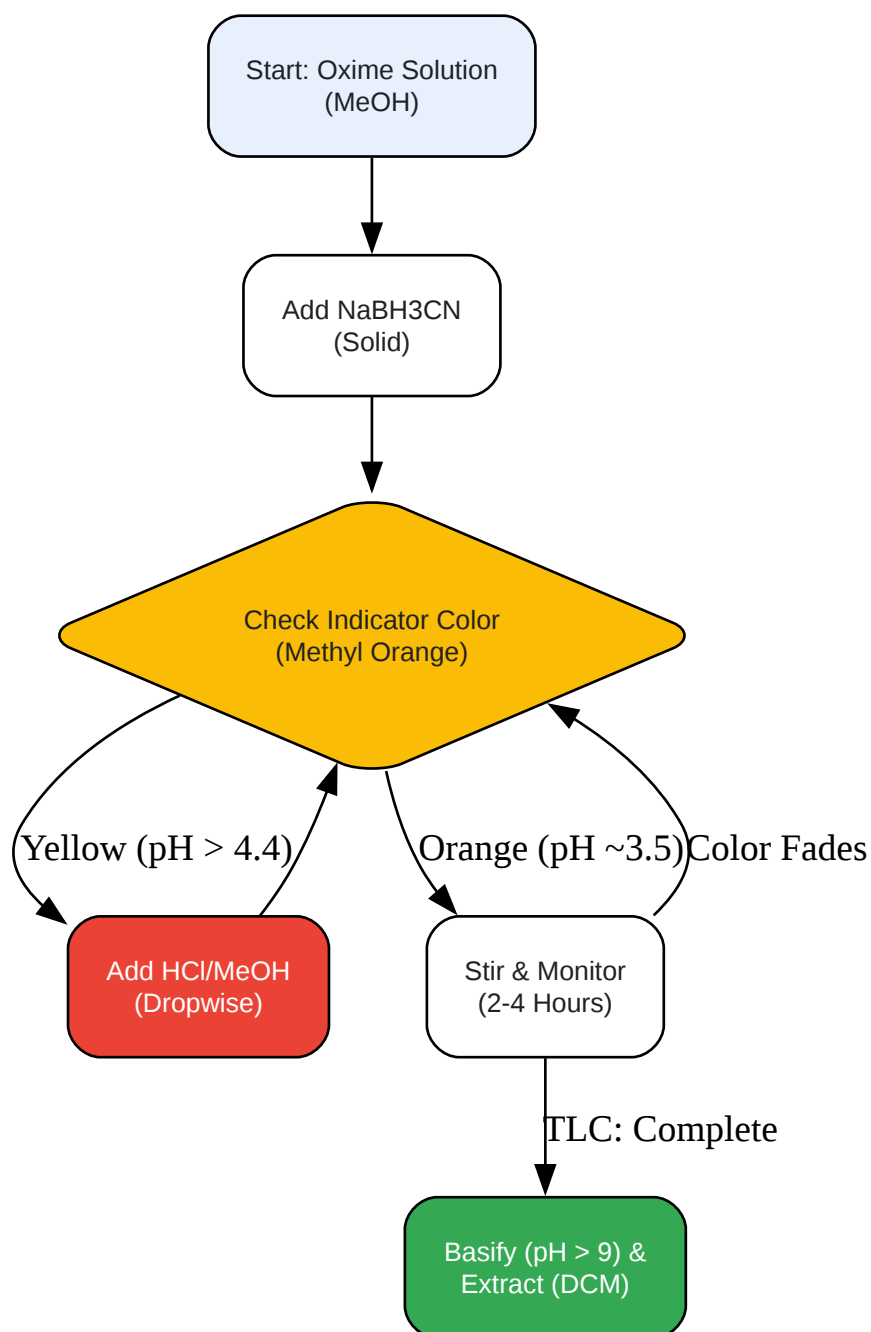 Start: Oxime Solution
(MeOH)
Add NaBH3CN
(Solid)
Check Indicator Color
(Methyl Orange)
Yellow (pH > 4.4)
Orange (pH ~3.5)
Color Fades
Add HCl/MeOH
(Dropwise)
Stir & Monitor
(2-4 Hours)
TLC: Complete
Basify (pH > 9) &
Extract (DCM)